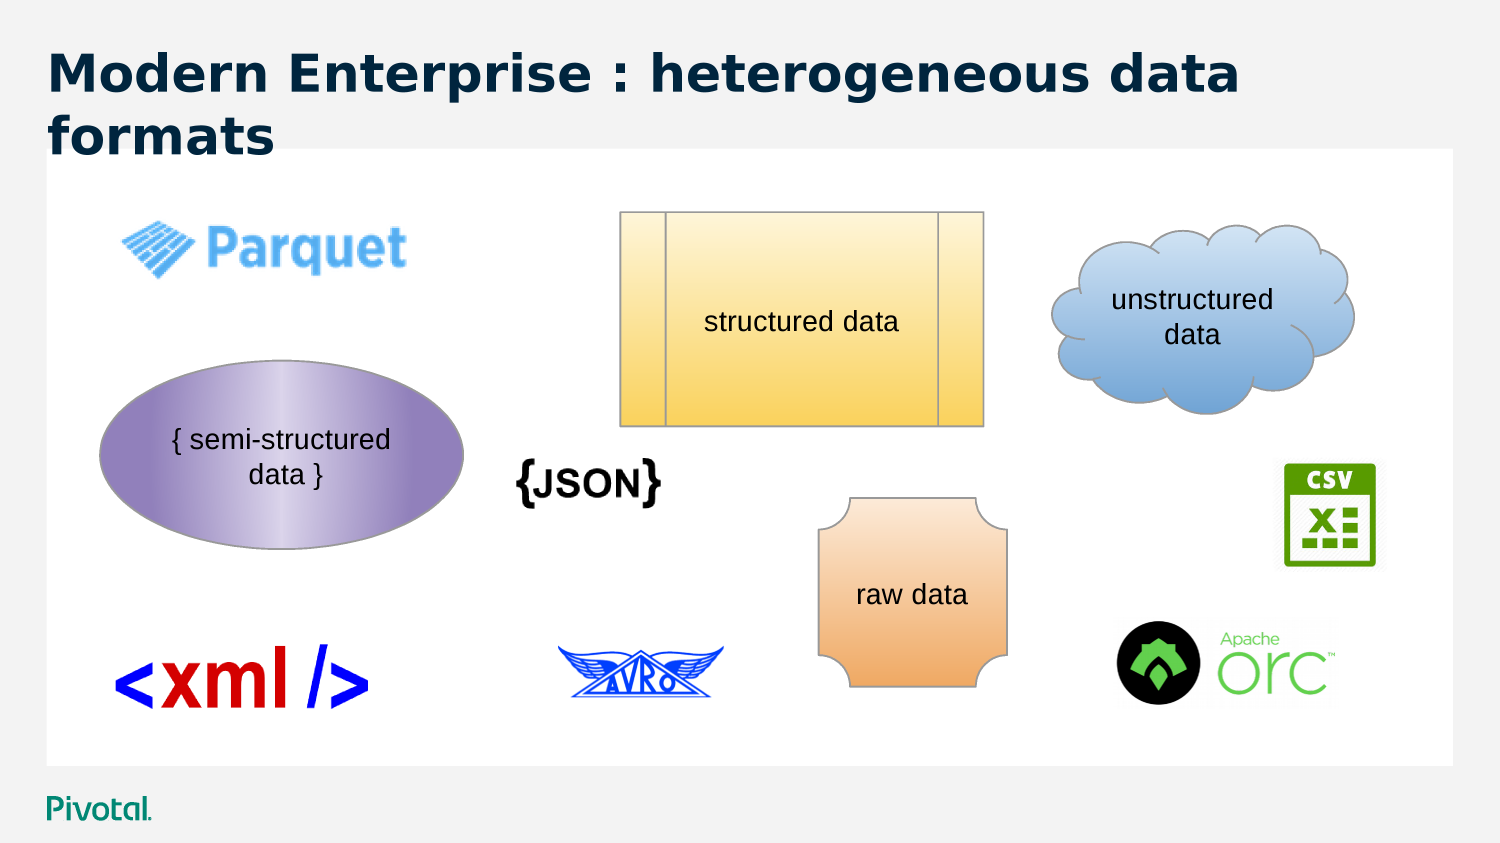 Modern Enterprise : heterogeneous data
formats
Parquet
structured data
unstructured
data
{ semi-structured
data }
{JSON}
CSV
X
raw data
<xml />
AVRO
Apache
orc™
Pivotal.